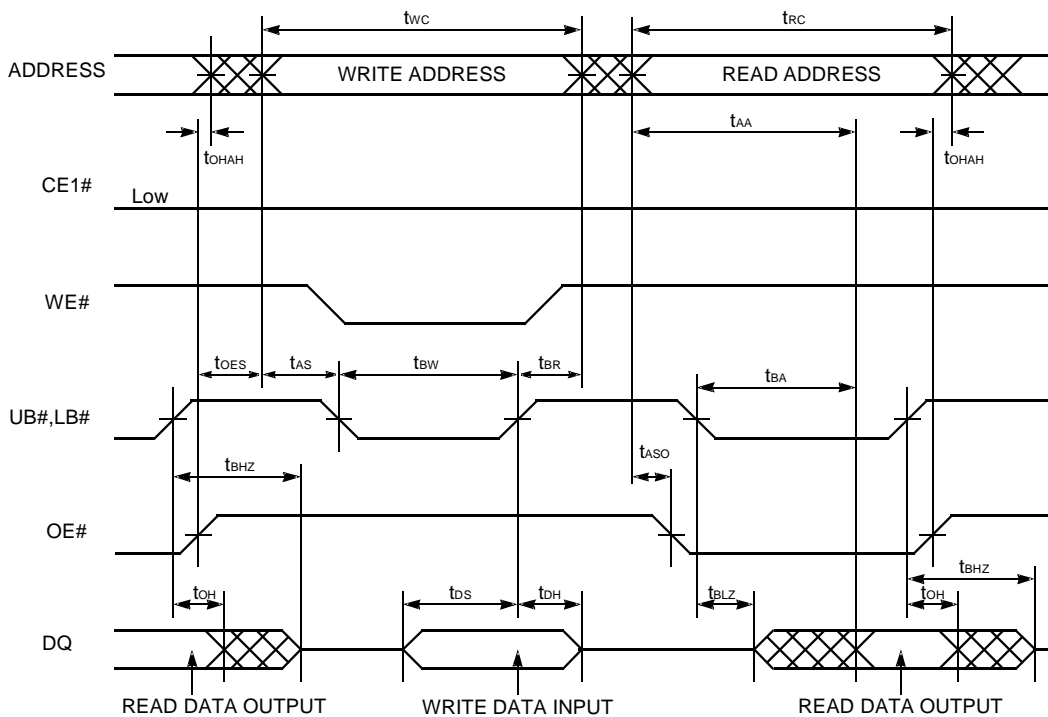 tWC
tRC
ADDRESS
WRITE ADDRESS
READ ADDRESS
tAA
tOHAH
tOHAH
CE1#
Low
WE#
tOES
tAS
tBW
tBR
tBA
UB#,LB#
tASO
tBHZ
OE#
tBHZ
tOH
tDS
tDH
tBLZ
tOH
DQ
READ DATA OUTPUT
WRITE DATA INPUT
READ DATA OUTPUT